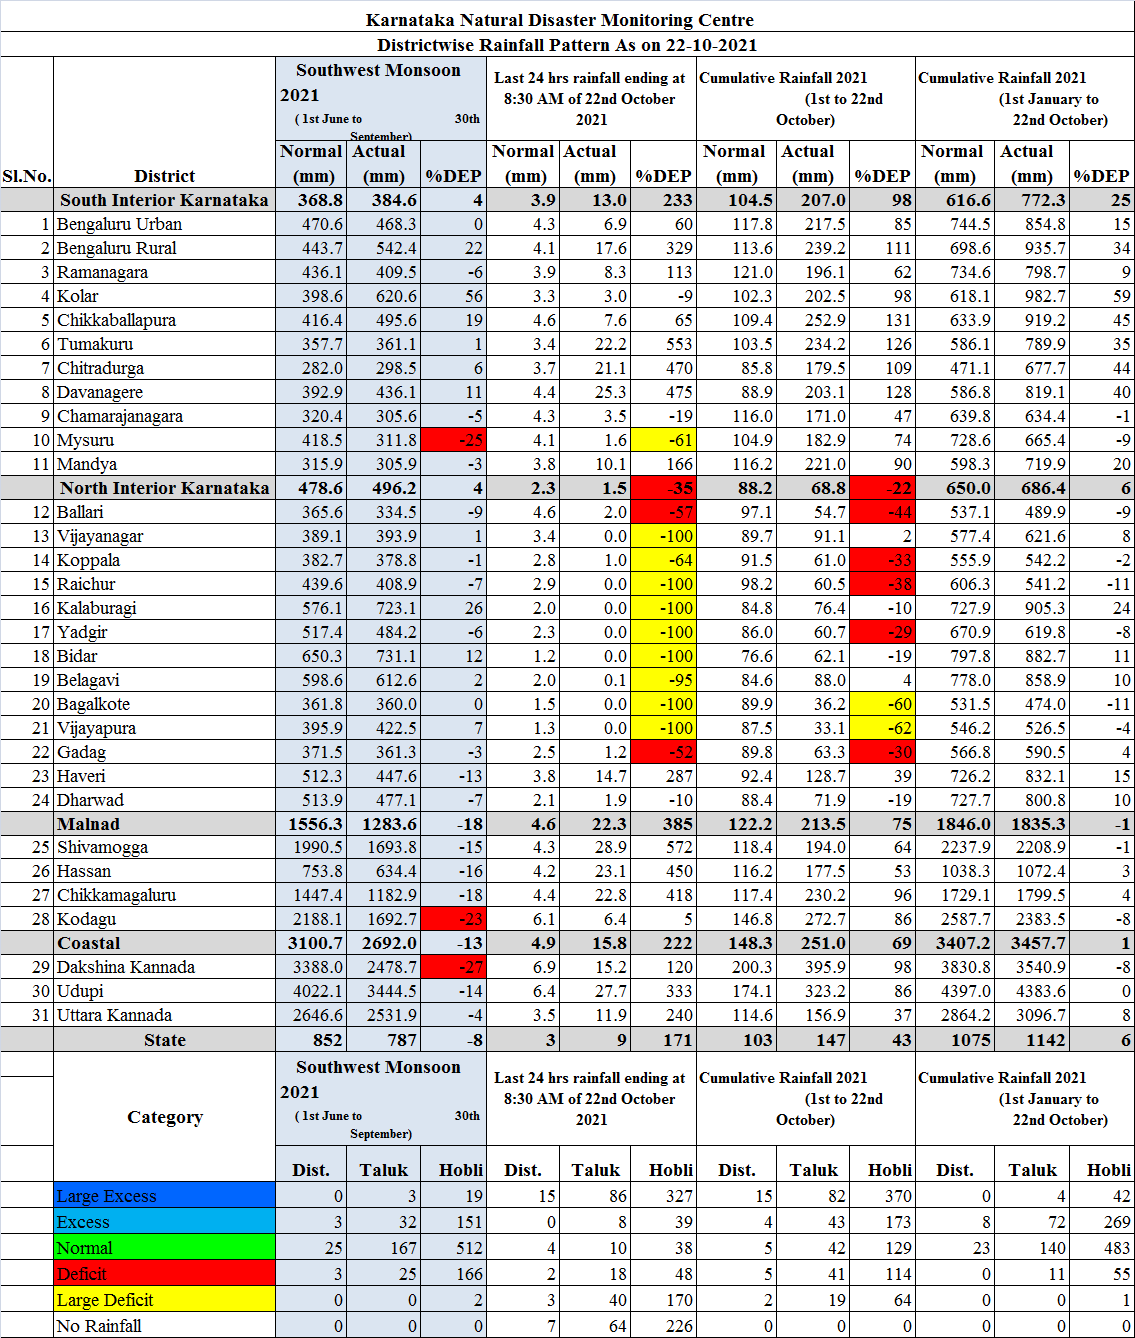 Karnataka Natural Disaster Monitoring Centre
Districtwise Rainfall Pattern As on 22-10-2021
Sl.No. District Southwest Monsoon 2021 ( 1st June to 30th September) Last 24 hrs rainfall ending at 8:30 AM of 22nd October 2021 Cumulative Rainfall 2021 (1st to 22nd October) Cumulative Rainfall 2021 (1st January to 22nd October)
Normal (mm) Actual (mm) %DEP Normal (mm) Actual (mm) %DEP Normal (mm) Actual (mm) %DEP Normal (mm) Actual (mm) %DEP
South Interior Karnataka 368.8 384.6 4 3.9 13.0 233 104.5 207.0 98 616.6 772.3 25
1 Bengaluru Urban 470.6 468.3 0 4.3 6.9 60 117.8 217.5 85 744.5 854.8 15
2 Bengaluru Rural 443.7 542.4 22 4.1 17.6 329 113.6 239.2 111 698.6 935.7 34
3 Ramanagara 436.1 409.5 -6 3.9 8.3 113 121.0 196.1 62 734.6 798.7 9
4 Kolar 398.6 620.6 56 3.3 3.0 -9 102.3 202.5 98 618.1 982.7 59
5 Chikkaballapura 416.4 495.6 19 4.6 7.6 65 109.4 252.9 131 633.9 919.2 45
6 Tumakuru 357.7 361.1 1 3.4 22.2 553 103.5 234.2 126 586.1 789.9 35
7 Chitradurga 282.0 298.5 6 3.7 21.1 470 85.8 179.5 109 471.1 677.7 44
8 Davanagere 392.9 436.1 11 4.4 25.3 475 88.9 203.1 128 586.8 819.1 40
9 Chamarajanagara 320.4 305.6 -5 4.3 3.5 -19 116.0 171.0 47 639.8 634.4 -1
10 Mysuru 418.5 311.8 -25 4.1 1.6 -61 104.9 182.9 74 728.6 665.4 -9
11 Mandya 315.9 305.9 -3 3.8 10.1 166 116.2 221.0 90 598.3 719.9 20
North Interior Karnataka 478.6 496.2 4 2.3 1.5 -35 88.2 68.8 -22 650.0 686.4 6
12 Ballari 365.6 334.5 -9 4.6 2.0 -57 97.1 54.7 -44 537.1 489.9 -9
13 Vijayanagar 389.1 393.9 1 3.4 0.0 -100 89.7 91.1 2 577.4 621.6 8
14 Koppala 382.7 378.8 -1 2.8 1.0 -64 91.5 61.0 -33 555.9 542.2 -2
15 Raichur 439.6 408.9 -7 2.9 0.0 -100 98.2 60.5 -38 606.3 541.2 -11
16 Kalaburagi 576.1 723.1 26 2.0 0.0 -100 84.8 76.4 -10 727.9 905.3 24
17 Yadgir 517.4 484.2 -6 2.3 0.0 -100 86.0 60.7 -29 670.9 619.8 -8
18 Bidar 650.3 731.1 12 1.2 0.0 -100 76.6 62.1 -19 797.8 882.7 11
19 Belagavi 598.6 612.6 2 2.0 0.1 -95 84.6 88.0 4 778.0 858.9 10
20 Bagalkote 361.8 360.0 0 1.5 0.0 -100 89.9 36.2 -60 531.5 474.0 -11
21 Vijayapura 395.9 422.5 7 1.3 0.0 -100 87.5 33.1 -62 546.2 526.5 -4
22 Gadag 371.5 361.3 -3 2.5 1.2 -52 89.8 63.3 -30 566.8 590.5 4
23 Haveri 512.3 447.6 -13 3.8 14.7 287 92.4 128.7 39 726.2 832.1 15
24 Dharwad 513.9 477.1 -7 2.1 1.9 -10 88.4 71.9 -19 727.7 800.8 10
Malnad 1556.3 1283.6 -18 4.6 22.3 385 122.2 213.5 75 1846.0 1835.3 -1
25 Shivamogga 1990.5 1693.8 -15 4.3 28.9 572 118.4 194.0 64 2237.9 2208.9 -1
26 Hassan 753.8 634.4 -16 4.2 23.1 450 116.2 177.5 53 1038.3 1072.4 3
27 Chikkamagaluru 1447.4 1182.9 -18 4.4 22.8 418 117.4 230.2 96 1729.1 1799.5 4
28 Kodagu 2188.1 1692.7 -23 6.1 6.4 5 146.8 272.7 86 2587.7 2383.5 -8
Coastal 3100.7 2692.0 -13 4.9 15.8 222 148.3 251.0 69 3407.2 3457.7 1
29 Dakshina Kannada 3388.0 2478.7 -27 6.9 15.2 120 200.3 395.9 98 3830.8 3540.9 -8
30 Udupi 4022.1 3444.5 -14 6.4 27.7 333 174.1 323.2 86 4397.0 4383.6 0
31 Uttara Kannada 2646.6 2531.9 -4 3.5 11.9 240 114.6 156.9 37 2864.2 3096.7 8
State 852 787 -8 3 9 171 103 147 43 1075 1142 6
Category Southwest Monsoon 2021 ( 1st June to 30th September) Last 24 hrs rainfall ending at 8:30 AM of 22nd October 2021 Cumulative Rainfall 2021 (1st to 22nd October) Cumulative Rainfall 2021 (1st January to 22nd October)
Dist. Taluk Hobli Dist. Taluk Hobli Dist. Taluk Hobli Dist. Taluk Hobli
Large Excess 0 3 19 15 86 327 15 82 370 0 4 42
Excess 3 32 151 0 8 39 4 43 173 8 72 269
Normal 25 167 512 4 10 38 5 42 129 23 140 483
Deficit 3 25 166 2 18 48 5 41 114 0 11 55
Large Deficit 0 0 2 3 40 170 2 19 64 0 0 1
No Rainfall 0 0 0 7 64 226 0 0 0 0 0 0